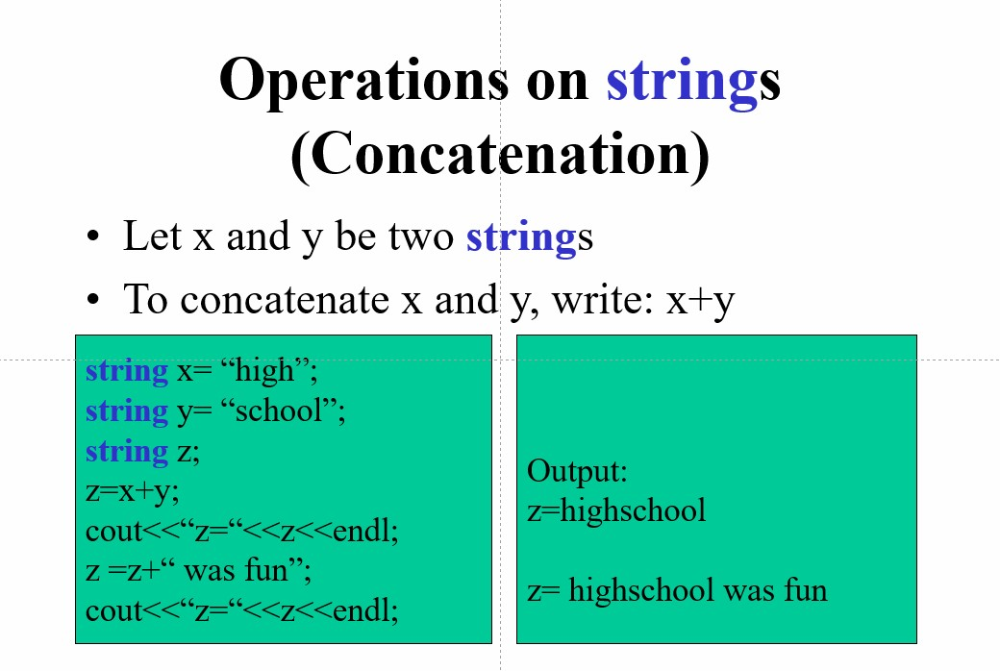 Operations on strings
(Concatenation)
• Let x and y be two strings
• To concatenate x and y, write: x+y
string x= “high”;
string y= “school”;
string z;
z=x+y;
cout<<“z=“<<z<<endl;
z =z+“ was fun”;
cout<<“z=“<<z<<endl;
Output:
z=highschool
z= highschool was fun